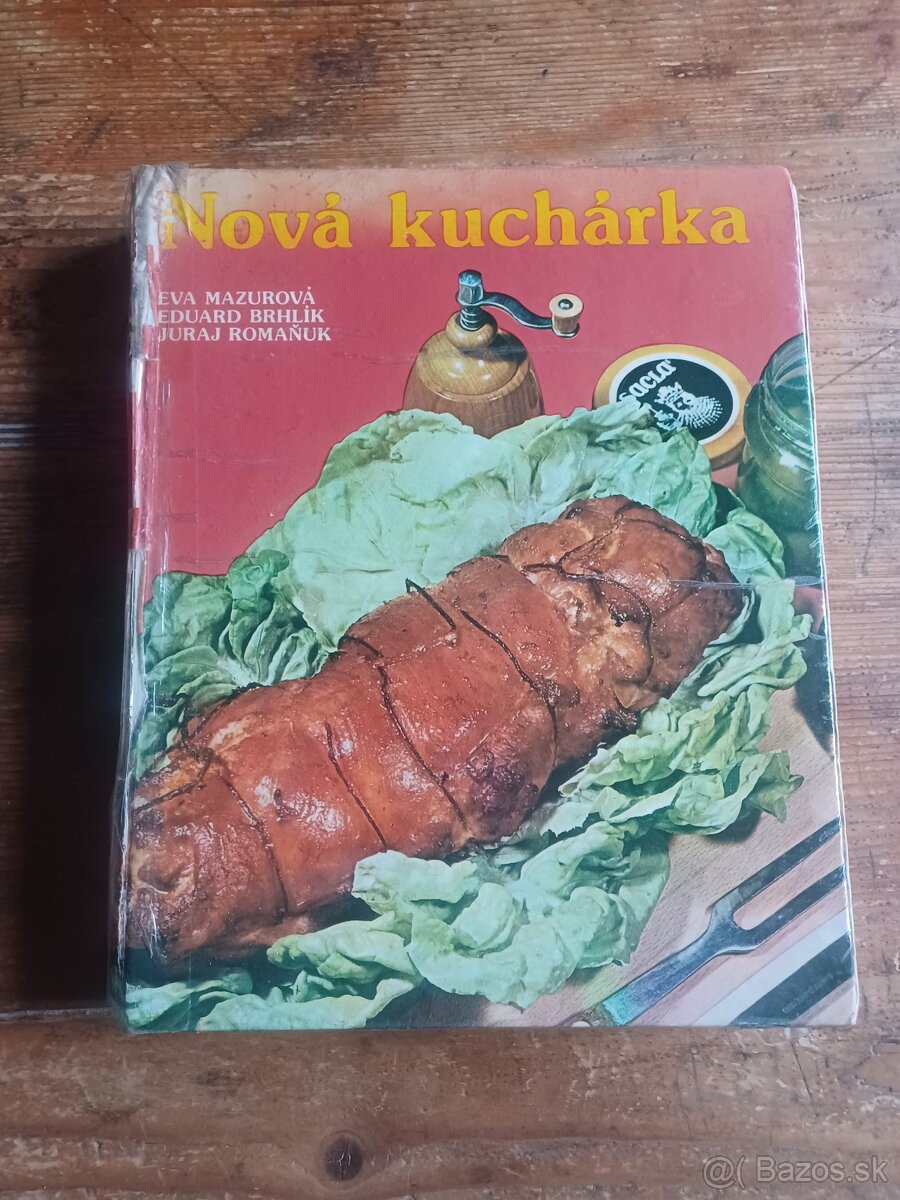 Nová kuchárka
EVA MAZUROVÁ
EDUARD BRHLÍK
JURAJ ROMAŇUK
SACLA'
@( Bazos.sk